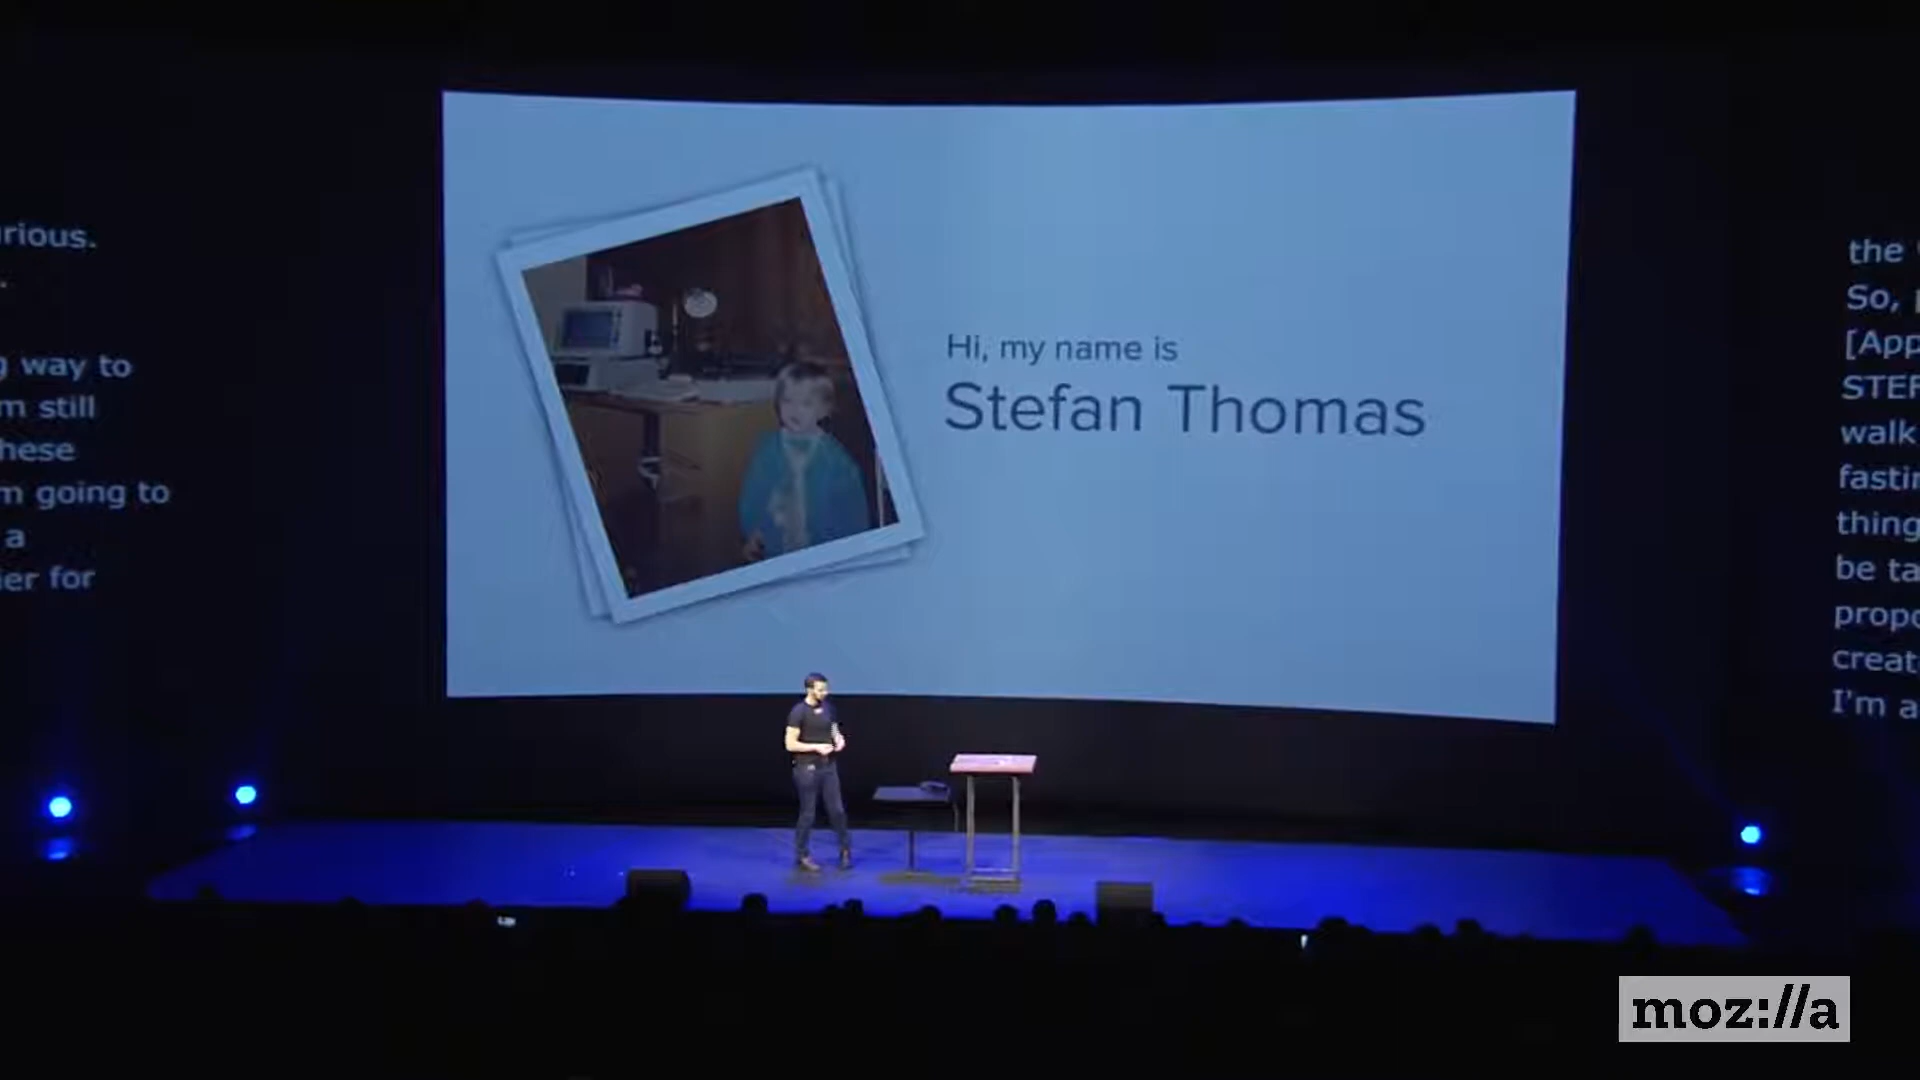 rious.
way to
m still
hese
m going to
a
ier for
Hi, my name is
Stefan Thomas
the
So,
[App
STEF
walk
fastin
thing
be ta
propo
creat
I'm a
moz://a